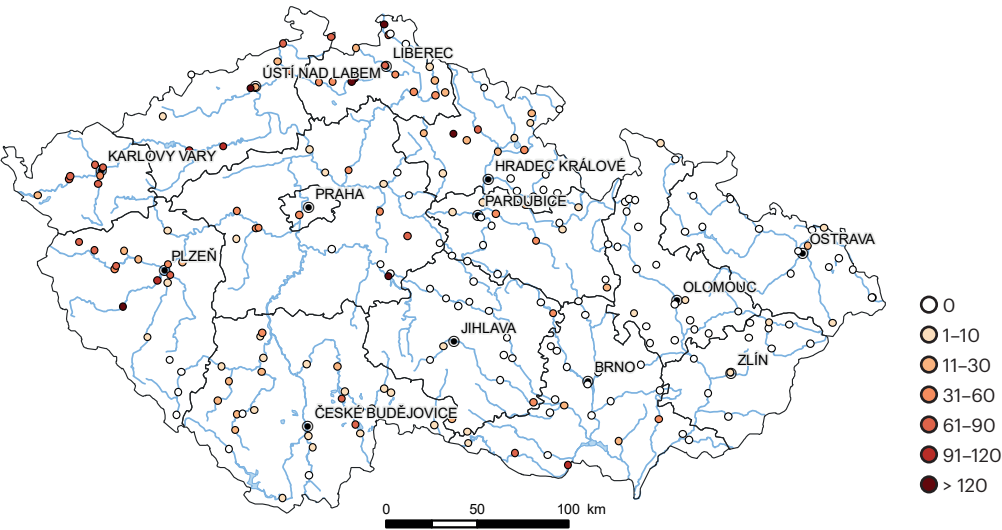 LIBEREC
ÚSTÍ NAD LABEM
KARLOVY VARY
HRADEC KRÁLOVÉ
PRAHA
PARDUBICE
OSTRAVA
PLZEŇ
OLOMOUC
JIHLAVA
BRNO
ZLÍN
ČESKÉ BUDĚJOVICE
0
1–10
11–30
31–60
61–90
91–120
> 120
0 50 100 km